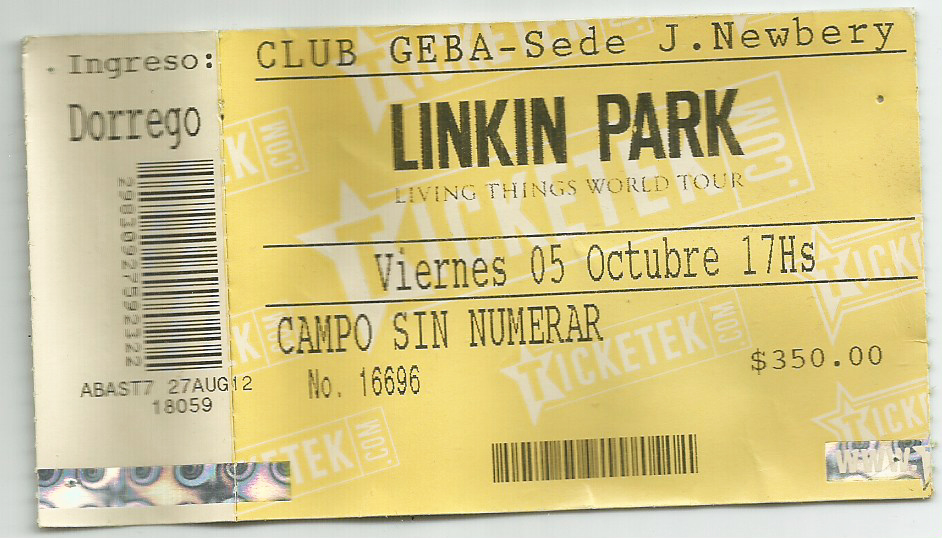 Ingreso:
Dorrego
ABAST7 27AUG12
18059
CLUB GEBA-Sede J.Newbery
LINKIN PARK
LIVING THINGS WORLD TOUR
Viernes 05 Octubre 17Hs
CAMPO SIN NUMERAR
No. 16696
$350.00
TICKETEK.COM
WWW.T